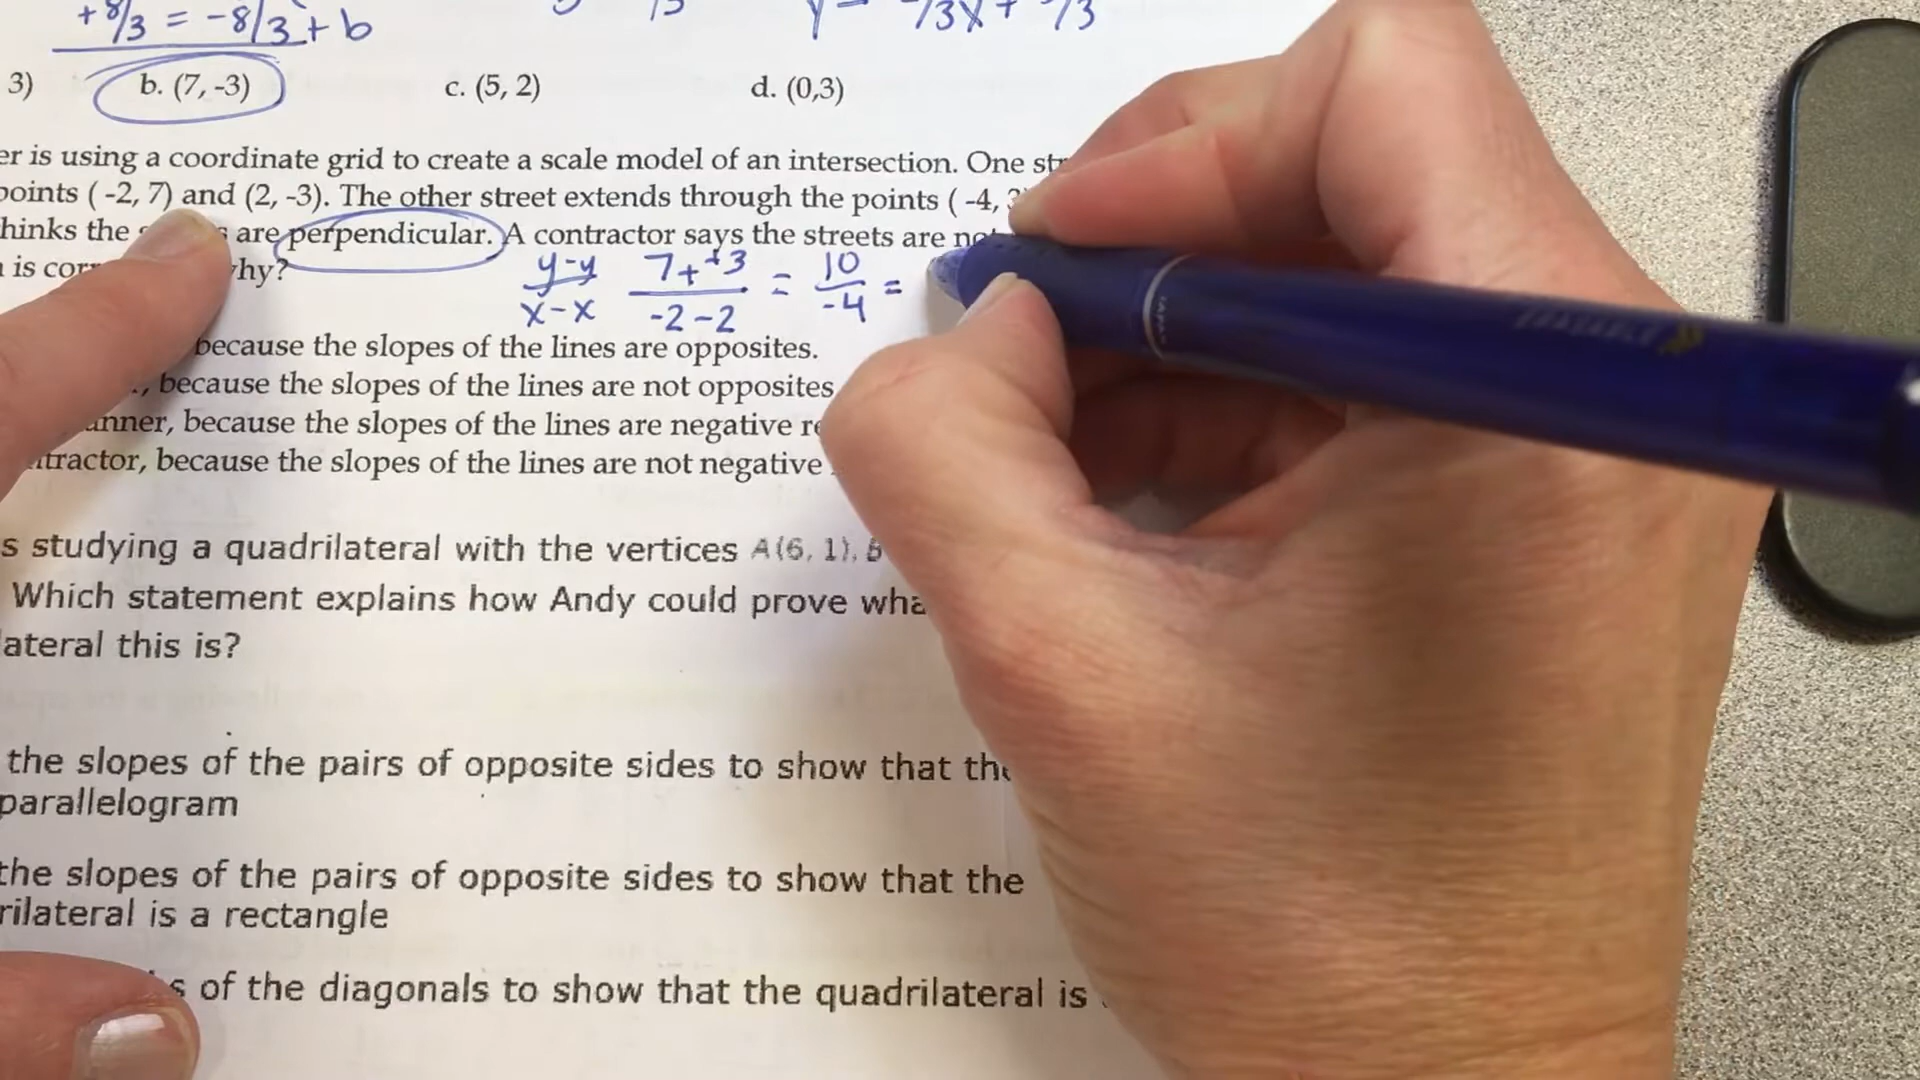 +8/3 = -8/3 + b
3) b. (7, -3) c. (5, 2) d. (0,3)
er is using a coordinate grid to create a scale model of an intersection. One
points ( -2, 7) and (2, -3). The other street extends through the points ( -4,
hinks the are perpendicular. A contractor says the streets are not
is hy?
y-y 7+ +3 = 10 =
x-x -2-2 -4
because the slopes of the lines are opposites.
, because the slopes of the lines are not opposites
anner, because the slopes of the lines are negative
tractor, because the slopes of the lines are not negative
s studying a quadrilateral with the vertices A(6, 1), B
Which statement explains how Andy could prove wha
lateral this is?
the slopes of the pairs of opposite sides to show that the
parallelogram
the slopes of the pairs of opposite sides to show that the
rilateral is a rectangle
s of the diagonals to show that the quadrilateral is